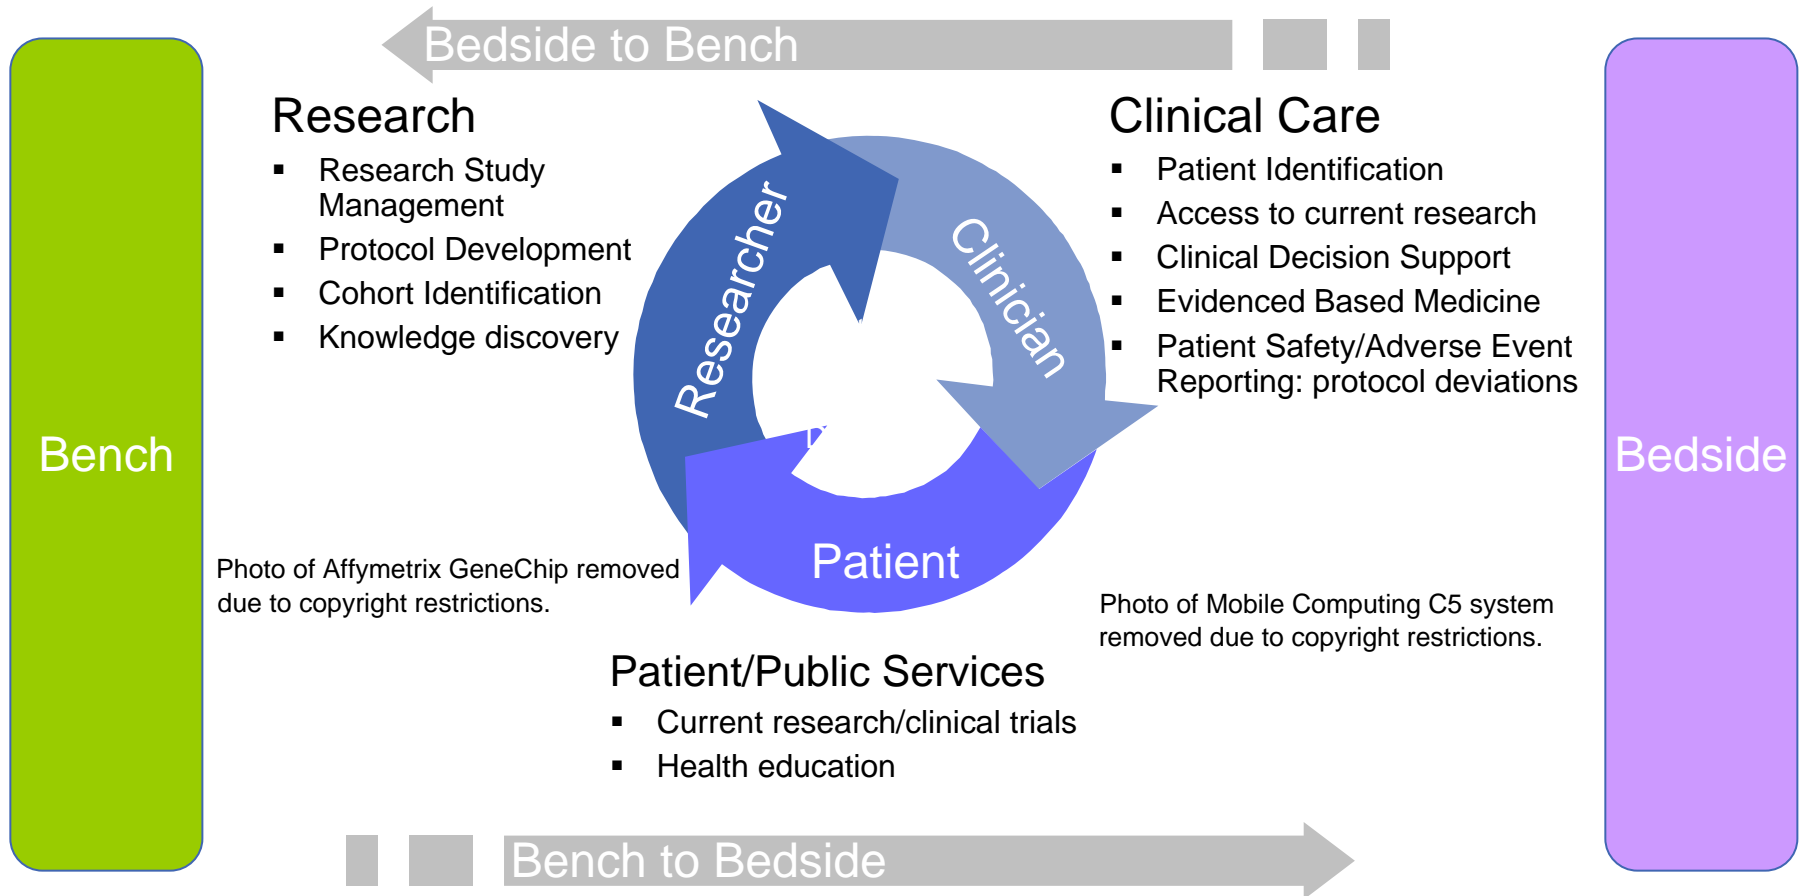 Bedside to Bench
Bench
Research
▪ Research Study
Management
▪ Protocol Development
▪ Cohort Identification
▪ Knowledge discovery
Researcher
Clinician
Patient
Clinical Care
▪ Patient Identification
▪ Access to current research
▪ Clinical Decision Support
▪ Evidenced Based Medicine
▪ Patient Safety/Adverse Event
Reporting: protocol deviations
Bedside
Photo of Affymetrix GeneChip removed
due to copyright restrictions.
Photo of Mobile Computing C5 system
removed due to copyright restrictions.
Patient/Public Services
▪ Current research/clinical trials
▪ Health education
Bench to Bedside